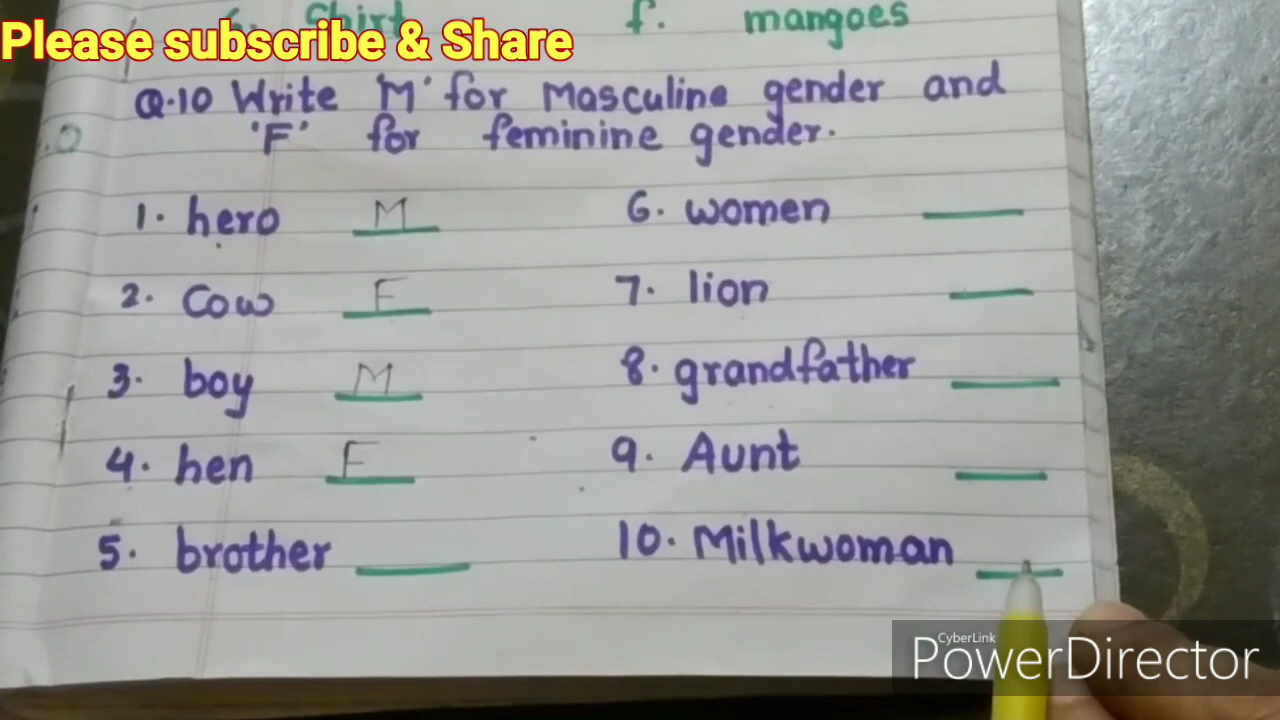 f. mangoes
Please subscribe & Share
Q.10 Write 'M' for Masculine gender and
'F' for feminine gender.
1. hero M
2. Cow F
3. boy M
4. hen F
5. brother
6. women
7. lion
8. grandfather
9. Aunt
10. Milkwoman
CyberLink
PowerDirector